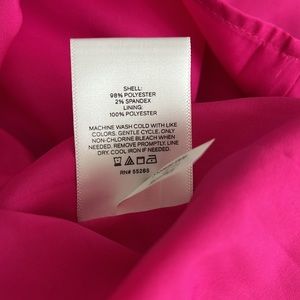 SHELL:
98% POLYESTER
2% SPANDEX
LINING:
100% POLYESTER
MACHINE WASH COLD WITH LIKE
COLORS. GENTLE CYCLE. ONLY
NON-CHLORINE BLEACH WHEN
NEEDED. REMOVE PROMPTLY. LINE
DRY. COOL IRON IF NEEDED.
RN# 55285